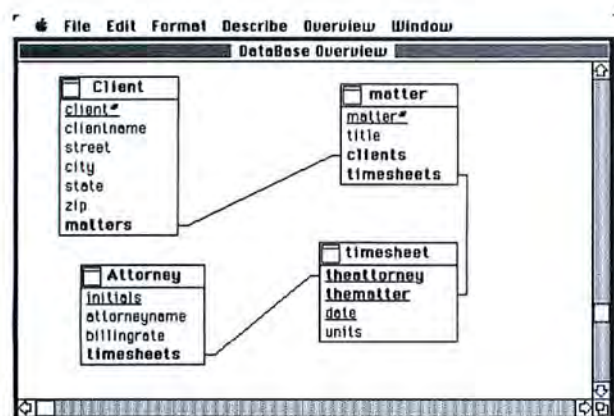 File Edit Format Describe Overview Window
DataBase Overview
Client
client#
clientname
street
city
state
zip
matters
matter
matter#
title
clients
timesheets
Attorney
initials
attorneyname
billingrate
timesheets
timesheet
theattorney
thematter
date
units